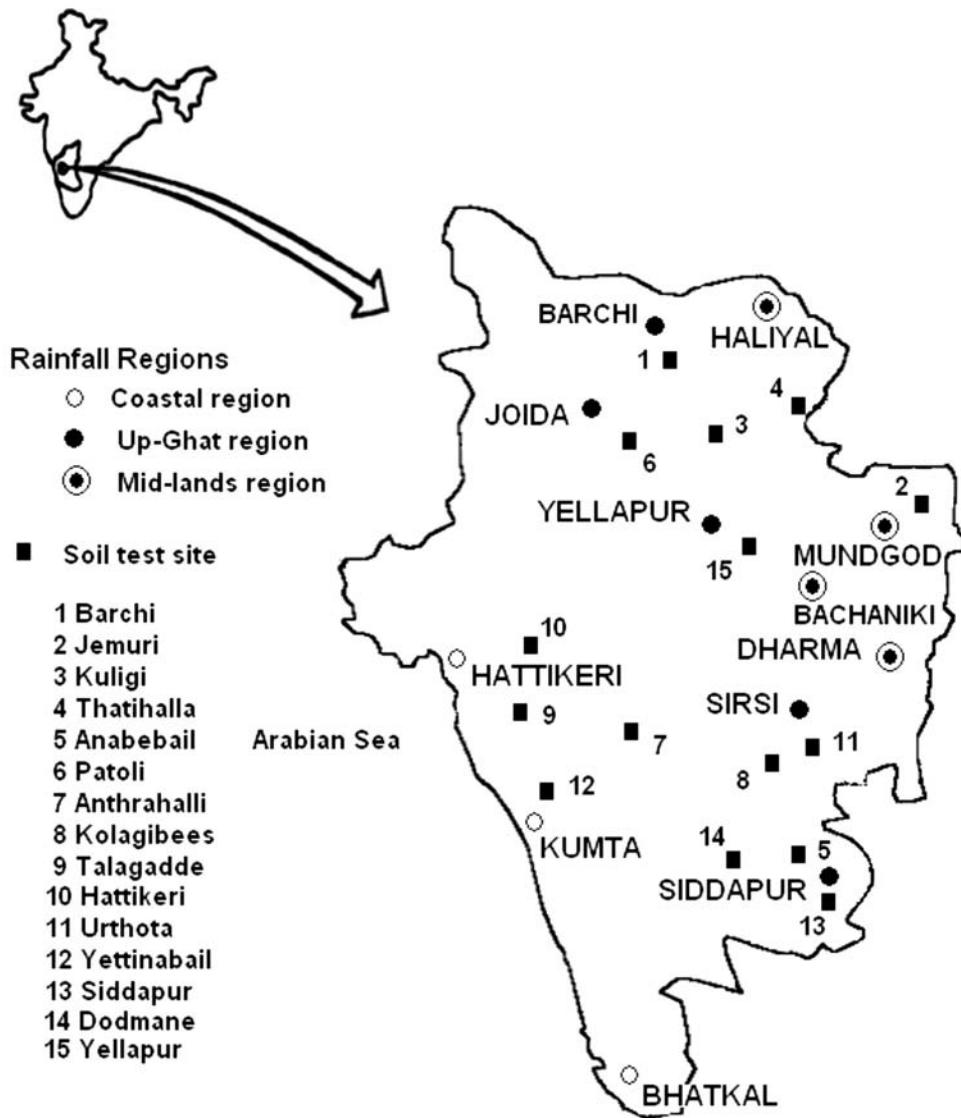 Rainfall Regions
Coastal region
Up-Ghat region
Mid-lands region
Soil test site
1 Barchi
2 Jemuri
3 Kuligi
4 Thatihalla
5 Anabebail
6 Patoli
7 Anthrahalli
8 Kolagibees
9 Talagadde
10 Hattikeri
11 Urthota
12 Yettinabail
13 Siddapur
14 Dodmane
15 Yellapur
Arabian Sea
BARCHI
HALIYAL
1
4
JOIDA
3
6
2
YELLAPUR
15
MUNDGOD
BACHANIKI
10
DHARMA
HATTIKERI
SIRSI
9
7
11
8
12
KUMTA
14
5
SIDDAPUR
13
BHATKAL